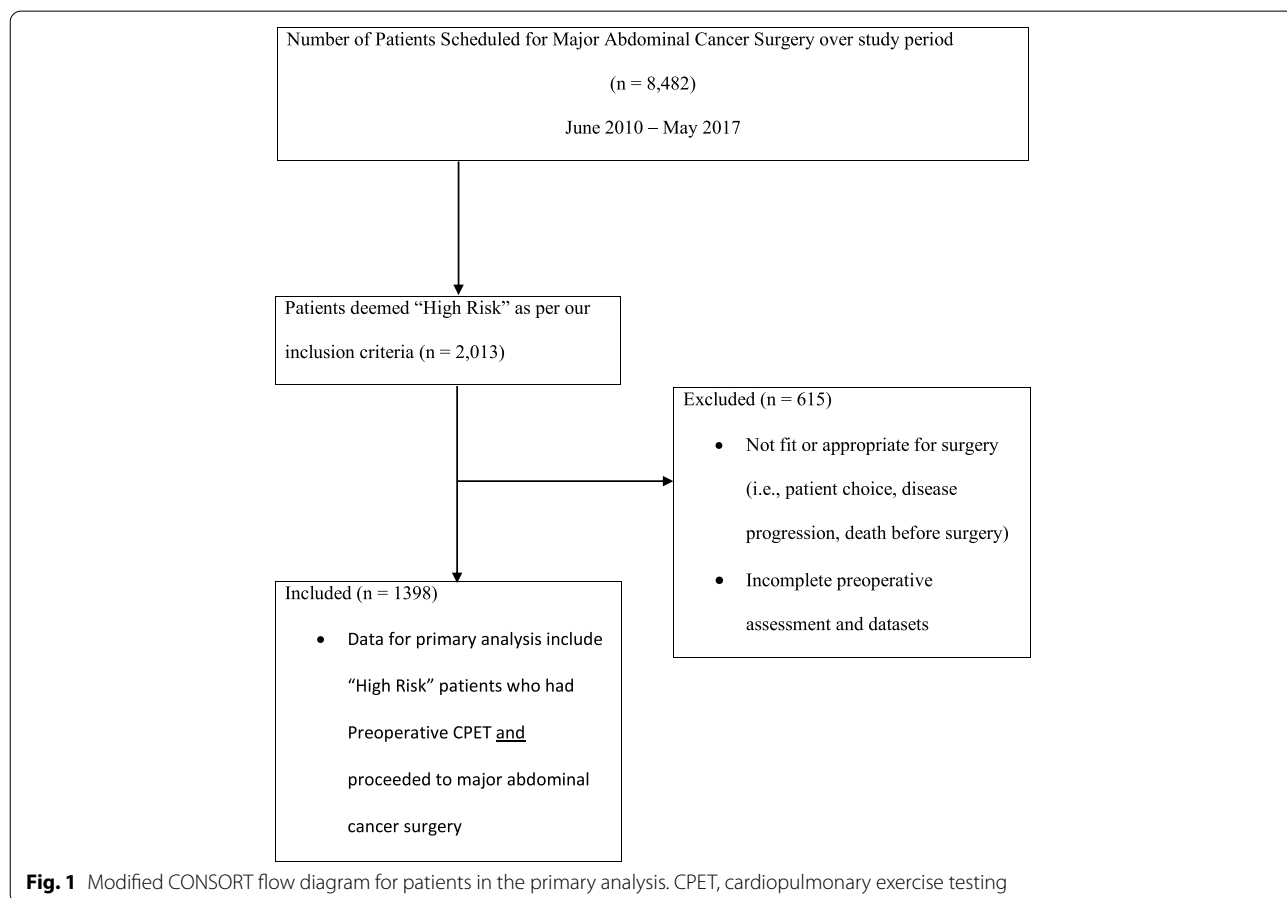 Number of Patients Scheduled for Major Abdominal Cancer Surgery over study period
(n = 8,482)
June 2010 – May 2017
Patients deemed “High Risk” as per our
inclusion criteria (n = 2,013)
Excluded (n = 615)
• Not fit or appropriate for surgery
(i.e., patient choice, disease
progression, death before surgery)
• Incomplete preoperative
assessment and datasets
Included (n = 1398)
• Data for primary analysis include
“High Risk” patients who had
Preoperative CPET and
proceeded to major abdominal
cancer surgery
Fig. 1 Modified CONSORT flow diagram for patients in the primary analysis. CPET, cardiopulmonary exercise testing